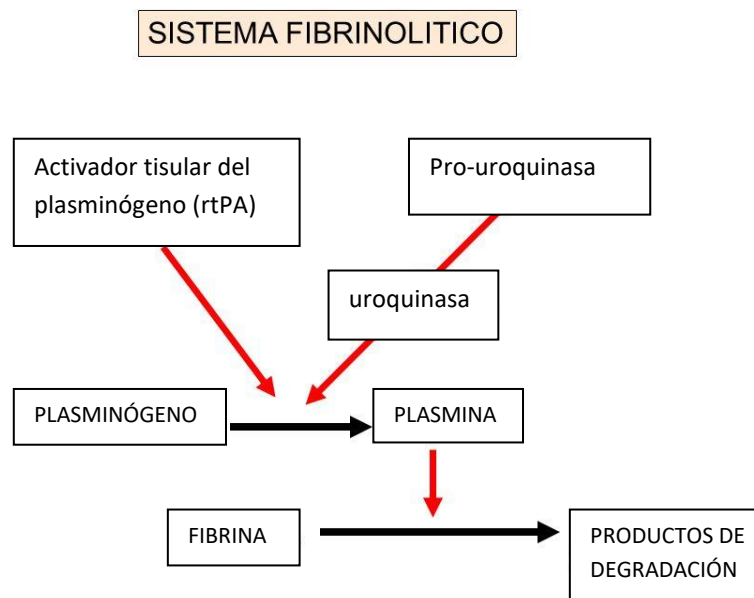 SISTEMA FIBRINOLITICO
Activador tisular del
plasminógeno (rtPA)
Pro-uroquinasa
uroquinasa
PLASMINÓGENO
PLASMINA
FIBRINA
PRODUCTOS DE
DEGRADACIÓN